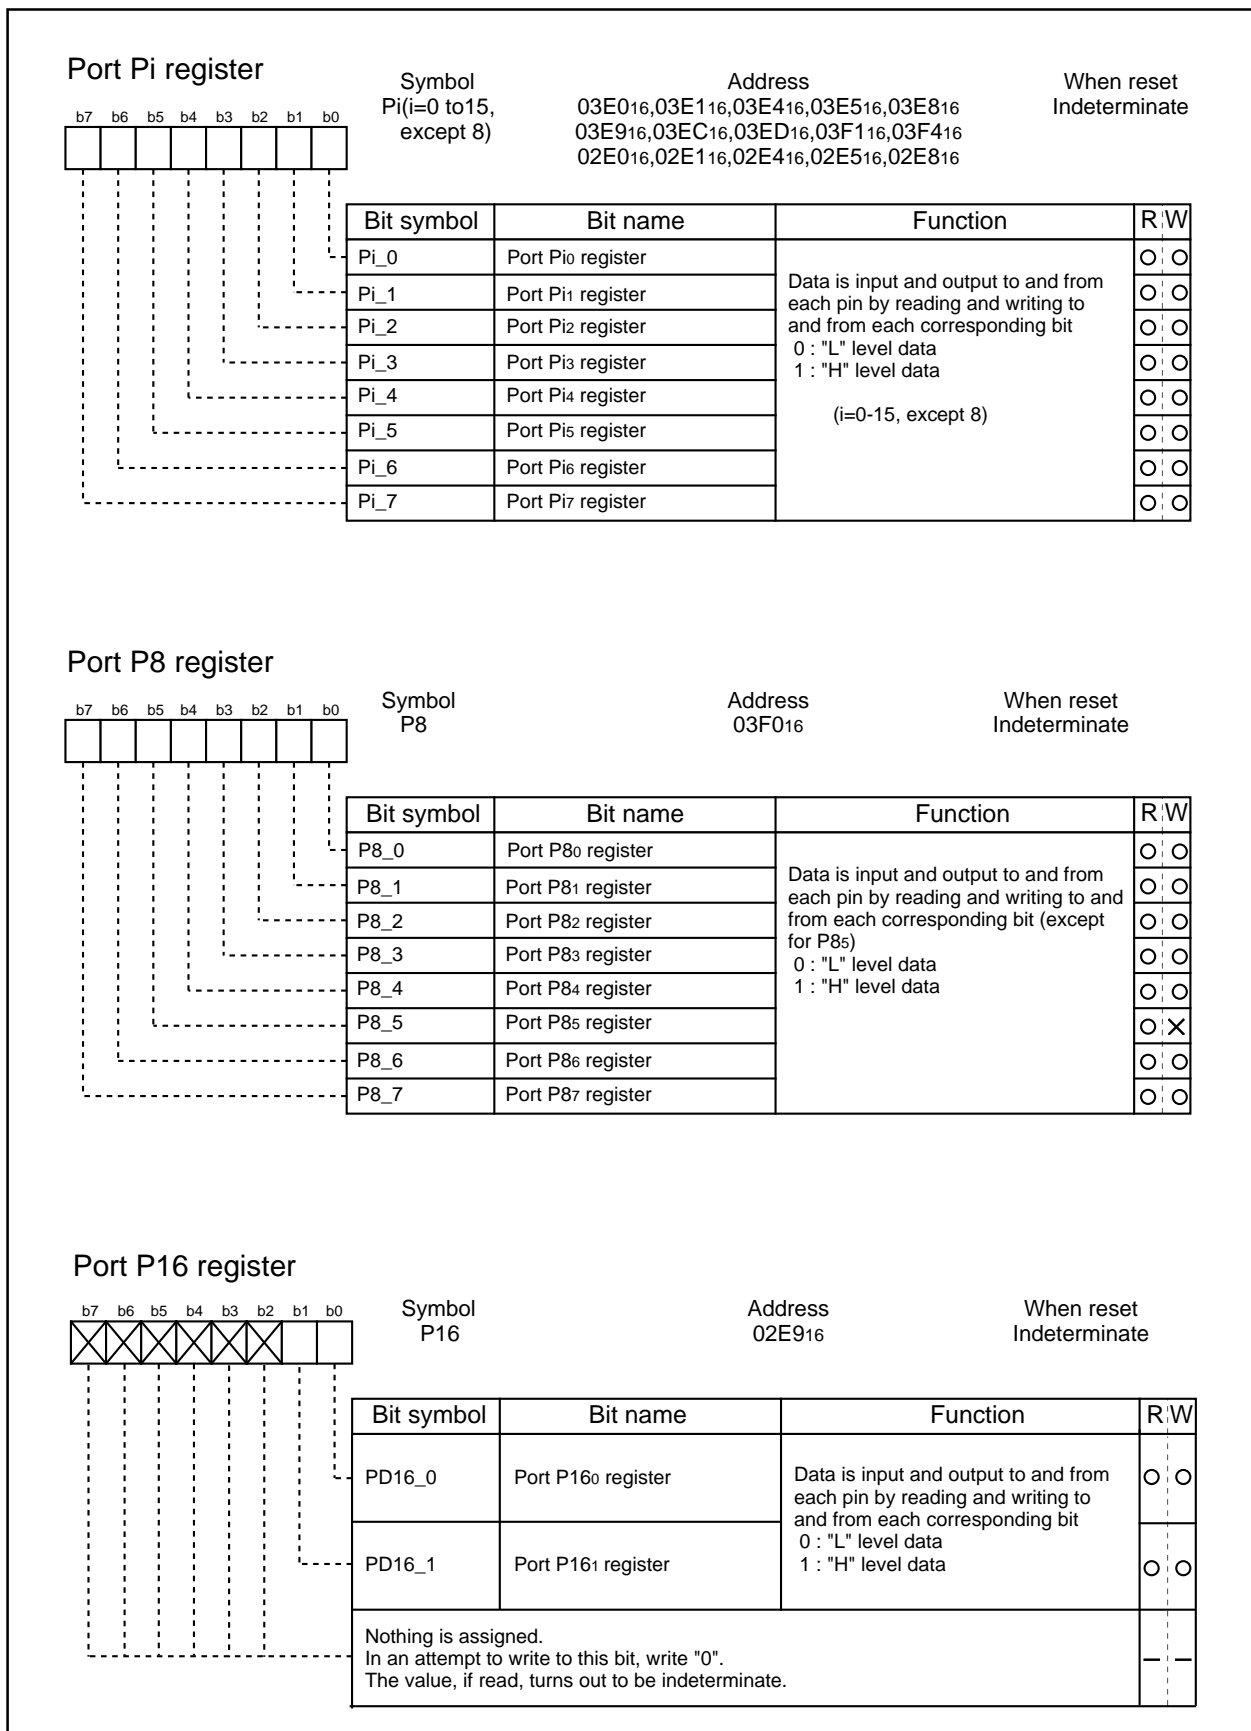 Port Pi register
Symbol Address When reset
Pi(i=0 to15, 03E016,03E116,03E416,03E516,03E816 Indeterminate
except 8) 03E916,03EC16,03ED16,03F116,03F416
02E016,02E116,02E416,02E516,02E816
b7 b6 b5 b4 b3 b2 b1 b0
Bit symbol Bit name Function R W
Pi_0 Port Pi0 register
Pi_1 Port Pi1 register
Pi_2 Port Pi2 register
Pi_3 Port Pi3 register
Pi_4 Port Pi4 register
Pi_5 Port Pi5 register
Pi_6 Port Pi6 register
Pi_7 Port Pi7 register
Data is input and output to and from
each pin by reading and writing to
and from each corresponding bit
0 : "L" level data
1 : "H" level data
(i=0-15, except 8)
Port P8 register
Symbol Address When reset
P8 03F016 Indeterminate
b7 b6 b5 b4 b3 b2 b1 b0
Bit symbol Bit name Function R W
P8_0 Port P80 register
P8_1 Port P81 register
P8_2 Port P82 register
P8_3 Port P83 register
P8_4 Port P84 register
P8_5 Port P85 register
P8_6 Port P86 register
P8_7 Port P87 register
Data is input and output to and from
each pin by reading and writing to and
from each corresponding bit (except
for P85)
0 : "L" level data
1 : "H" level data
Port P16 register
Symbol Address When reset
P16 02E916 Indeterminate
b7 b6 b5 b4 b3 b2 b1 b0
Bit symbol Bit name Function R W
PD16_0 Port P160 register
PD16_1 Port P161 register
Data is input and output to and from
each pin by reading and writing to
and from each corresponding bit
0 : "L" level data
1 : "H" level data
Nothing is assigned.
In an attempt to write to this bit, write "0".
The value, if read, turns out to be indeterminate.